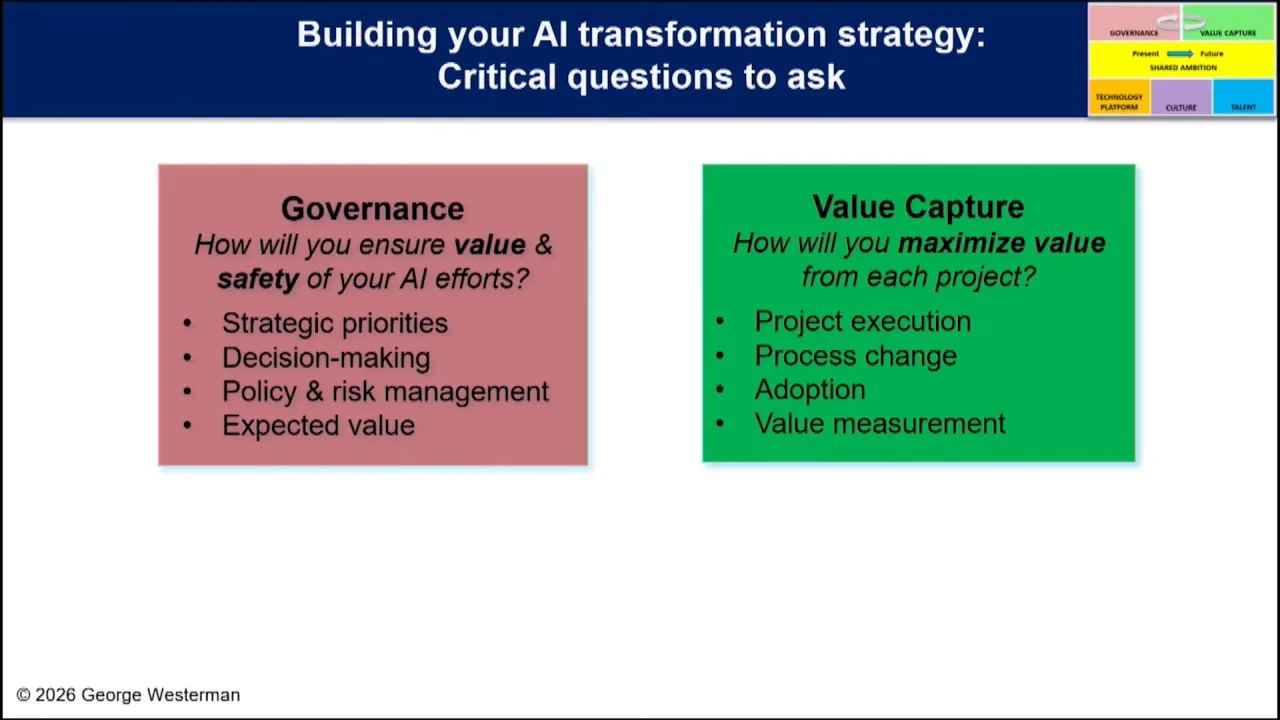 Building your AI transformation strategy:
Critical questions to ask
GOVERNANCE
VALUE CAPTURE
Present
Future
SHARED AMBITION
TECHNOLOGY
PLATFORM
CULTURE
TALENT
Governance
How will you ensure value &
safety of your AI efforts?
• Strategic priorities
• Decision-making
• Policy & risk management
• Expected value
Value Capture
How will you maximize value
from each project?
• Project execution
• Process change
• Adoption
• Value measurement
© 2026 George Westerman